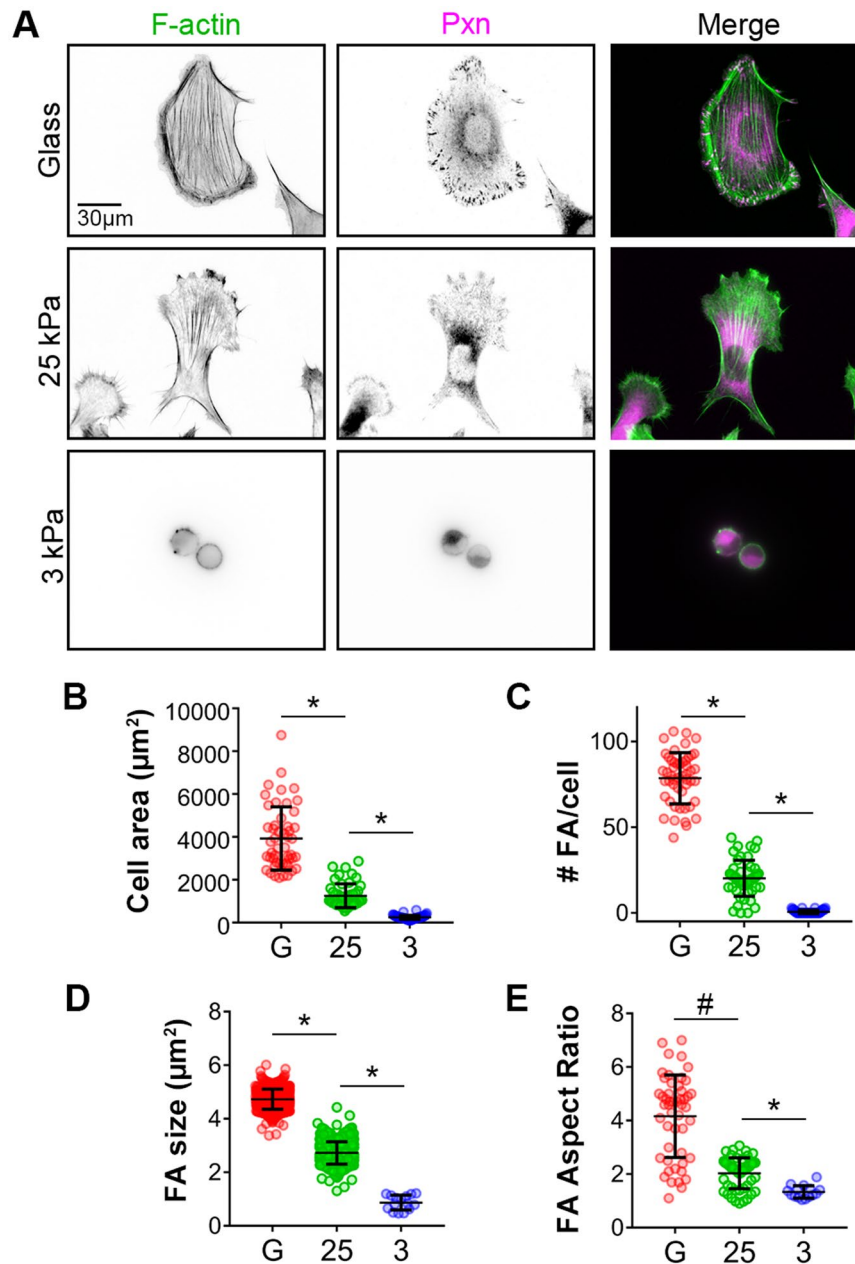 A
F-actin
Pxn
Merge
Glass
30µm
25 kPa
3 kPa
B
Cell area (µm²)
10000
8000
6000
4000
2000
0
*
*
G
25
3
C
# FA/cell
100
50
0
*
*
G
25
3
D
FA size (µm²)
8
6
4
2
0
*
*
G
25
3
E
FA Aspect Ratio
8
6
4
2
0
#
*
G
25
3